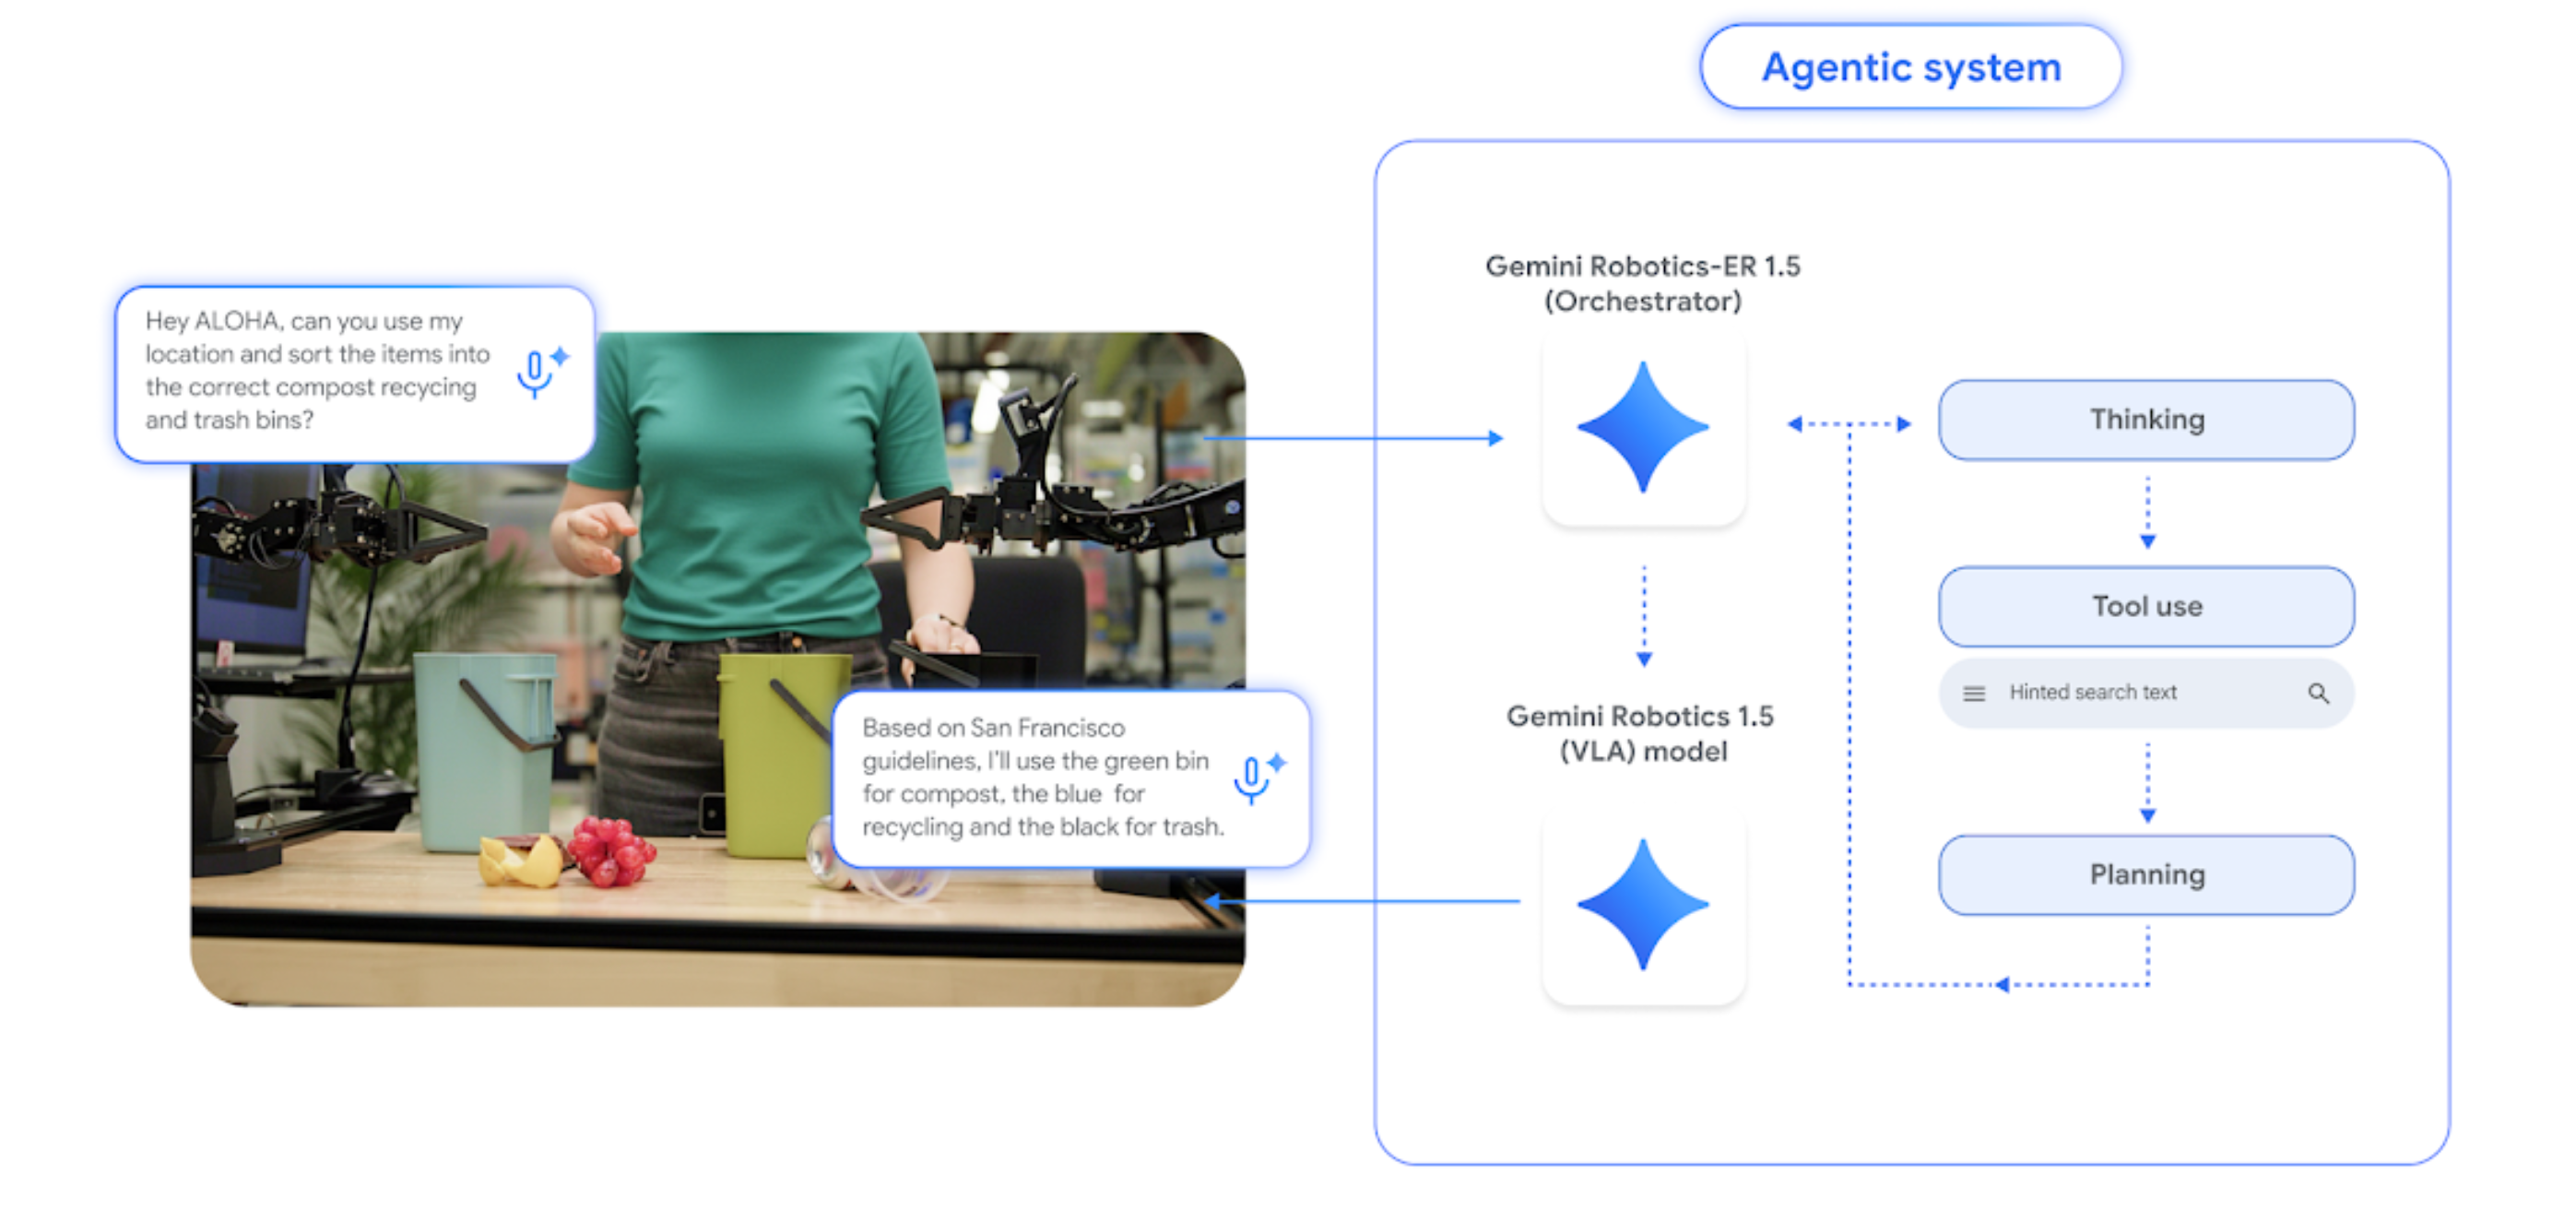 Agentic system
Hey ALOHA, can you use my
location and sort the items into
the correct compost recycing
and trash bins?
Based on San Francisco
guidelines, I'll use the green bin
for compost, the blue  for
recycling and the black for trash.
Gemini Robotics-ER 1.5
(Orchestrator)
Gemini Robotics 1.5
(VLA) model
Thinking
Tool use
Hinted search text
Planning